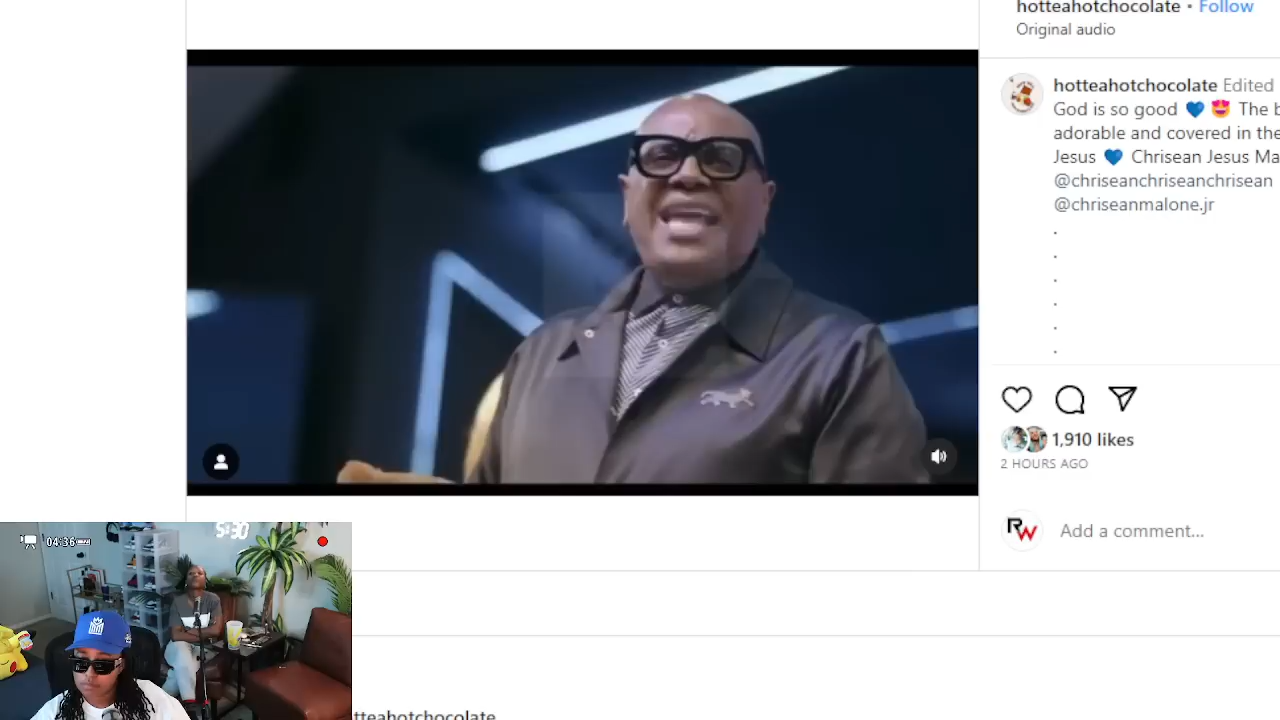 hotteahotchocolate • Follow
Original audio
hotteahotchocolate Edited
God is so good 💙 😍 The b
adorable and covered in the
Jesus 💙 Chrisean Jesus Ma
@chriseanchriseanchrisean
@chriseanmalone.jr
.
.
.
.
.
.
1,910 likes
2 HOURS AGO
RW
Add a comment...
5:30
04:36
tteahotchocolate